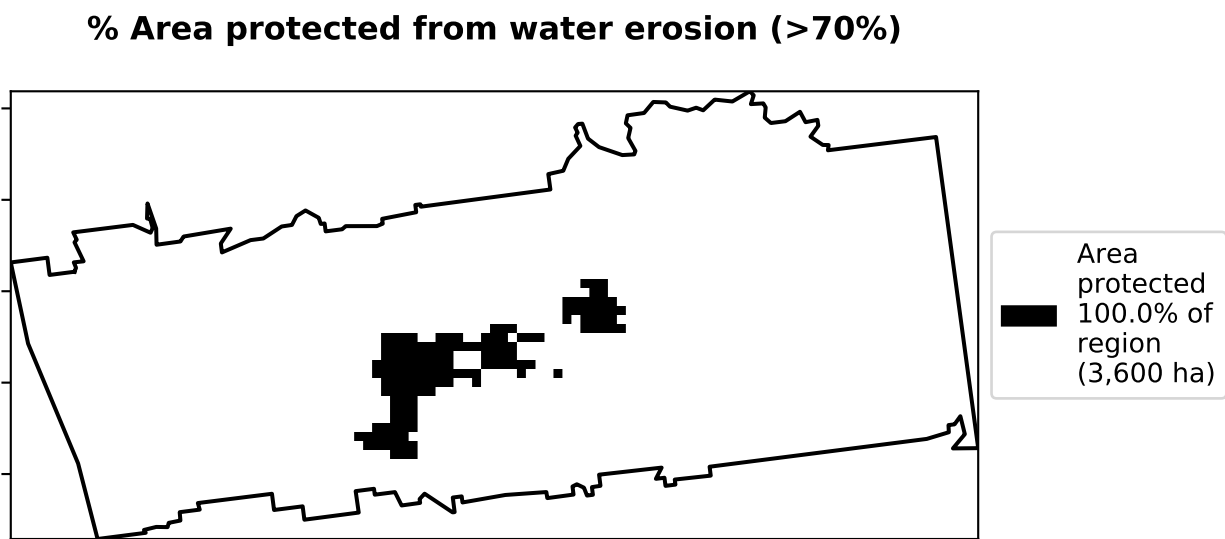 % Area protected from water erosion (>70%)
Area
protected
100.0% of
region
(3,600 ha)